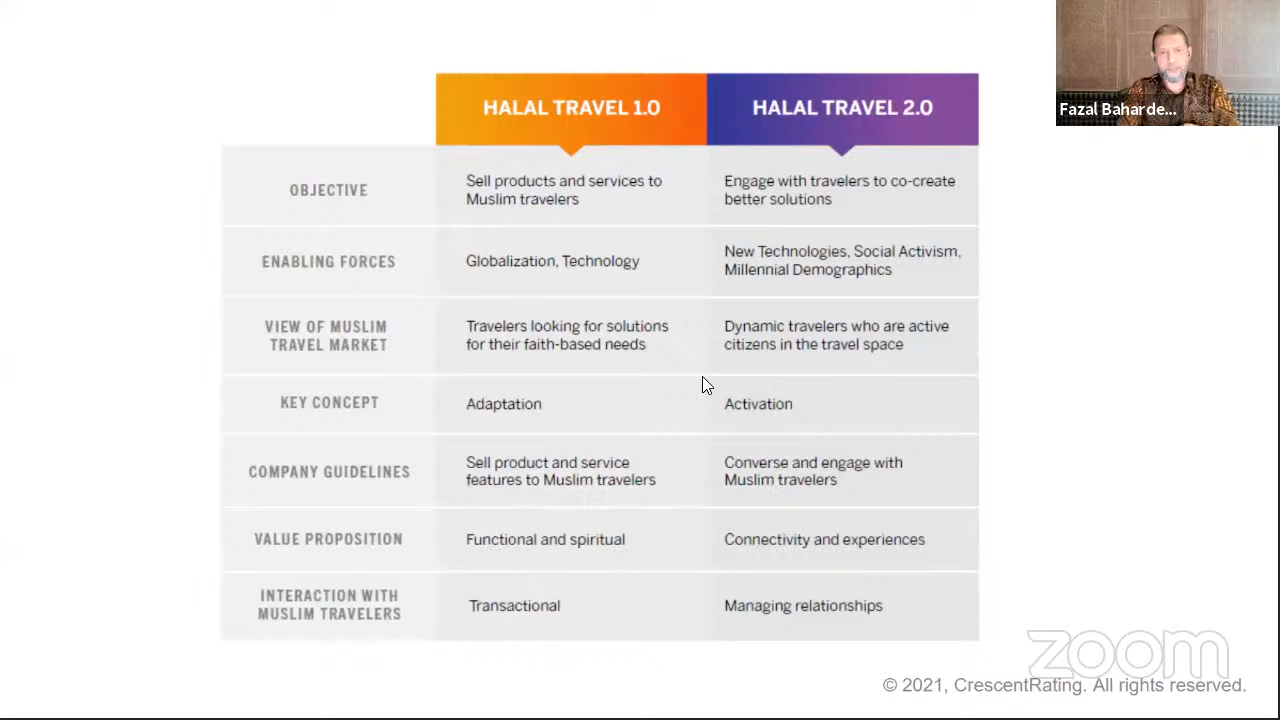 HALAL TRAVEL 1.0
HALAL TRAVEL 2.0
Fazal Baharde...
OBJECTIVE
Sell products and services to
Muslim travelers
Engage with travelers to co-create
better solutions
ENABLING FORCES
Globalization, Technology
New Technologies, Social Activism,
Millennial Demographics
VIEW OF MUSLIM
TRAVEL MARKET
Travelers looking for solutions
for their faith-based needs
Dynamic travelers who are active
citizens in the travel space
KEY CONCEPT
Adaptation
Activation
COMPANY GUIDELINES
Sell product and service
features to Muslim travelers
Converse and engage with
Muslim travelers
VALUE PROPOSITION
Functional and spiritual
Connectivity and experiences
INTERACTION WITH
MUSLIM TRAVELERS
Transactional
Managing relationships
zoom
© 2021, CrescentRating. All rights reserved.